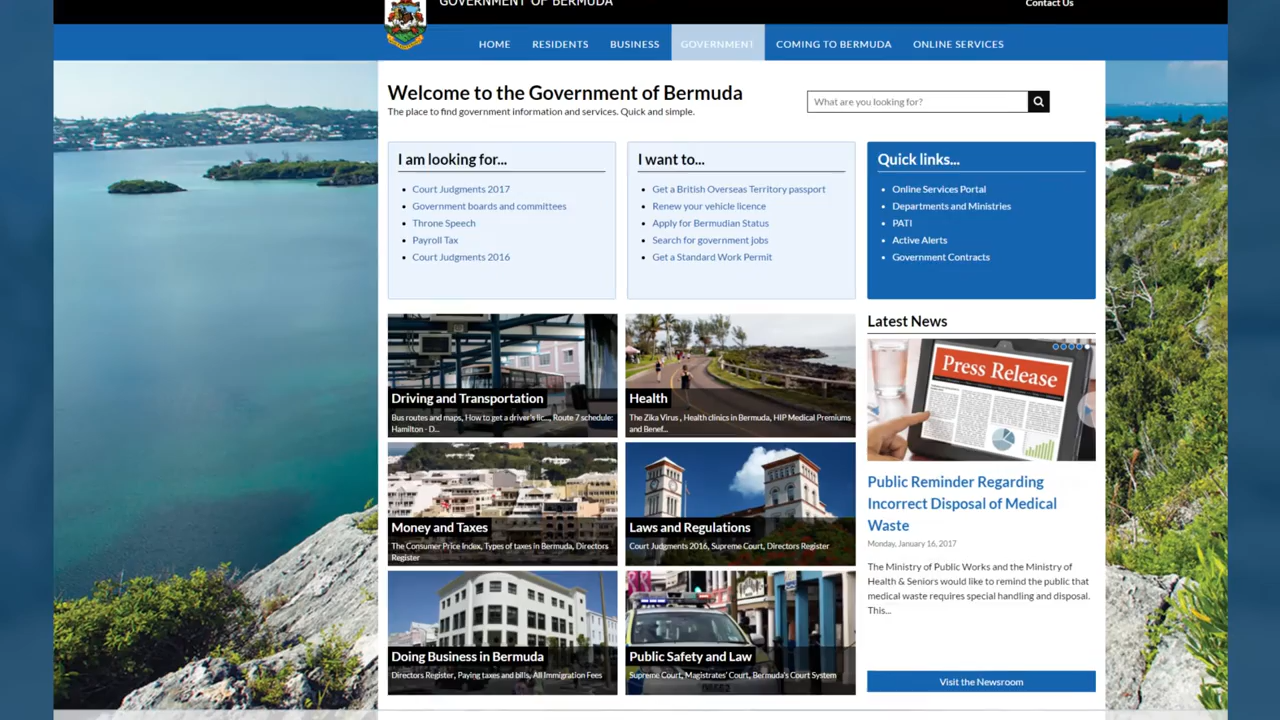 GOVERNMENT OF BERMUDA
Contact Us
HOME RESIDENTS BUSINESS GOVERNMENT COMING TO BERMUDA ONLINE SERVICES
Welcome to the Government of Bermuda
The place to find government information and services. Quick and simple.
What are you looking for?
I am looking for...
Court Judgments 2017
Government boards and committees
Throne Speech
Payroll Tax
Court Judgments 2016
I want to...
Get a British Overseas Territory passport
Renew your vehicle licence
Apply for Bermudian Status
Search for government jobs
Get a Standard Work Permit
Quick links...
Online Services Portal
Departments and Ministries
PATI
Active Alerts
Government Contracts
Driving and Transportation
Bus routes and maps, How to get a driver's lic..., Route 7 schedule:
Hamilton - D...
Health
The Zika Virus , Health clinics in Bermuda, HIP Medical Premiums
and Benef...
Money and Taxes
The Consumer Price Index, Types of taxes in Bermuda, Directors
Register
Laws and Regulations
Court Judgments 2016, Supreme Court, Directors Register
Doing Business in Bermuda
Directors Register, Paying taxes and bills, All Immigration Fees
Public Safety and Law
Supreme Court, Magistrates' Court, Bermuda's Court System
Latest News
Press Release
Public Reminder Regarding
Incorrect Disposal of Medical
Waste
Monday, January 16, 2017
The Ministry of Public Works and the Ministry of
Health & Seniors would like to remind the public that
medical waste requires special handling and disposal.
This...
Visit the Newsroom